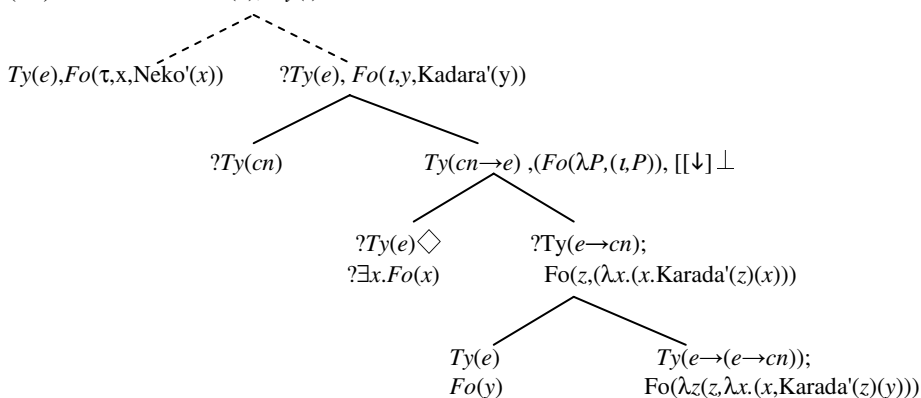 Ty(e),Fo(τ,x,Neko'(x)) ?Ty(e), Fo(ι,y,Kadara'(y))
?Ty(cn) Ty(cn→e) ,(Fo(λP,(ι,P)), [[↓]⊥
?Ty(e)◇ ?Ty(e→cn);
?∃x.Fo(x) Fo(z,(λx.(x.Karada'(z)(x)))
Ty(e) Ty(e→(e→cn));
Fo(y) Fo(λz(z,λx.(x,Karada'(z)(y)))